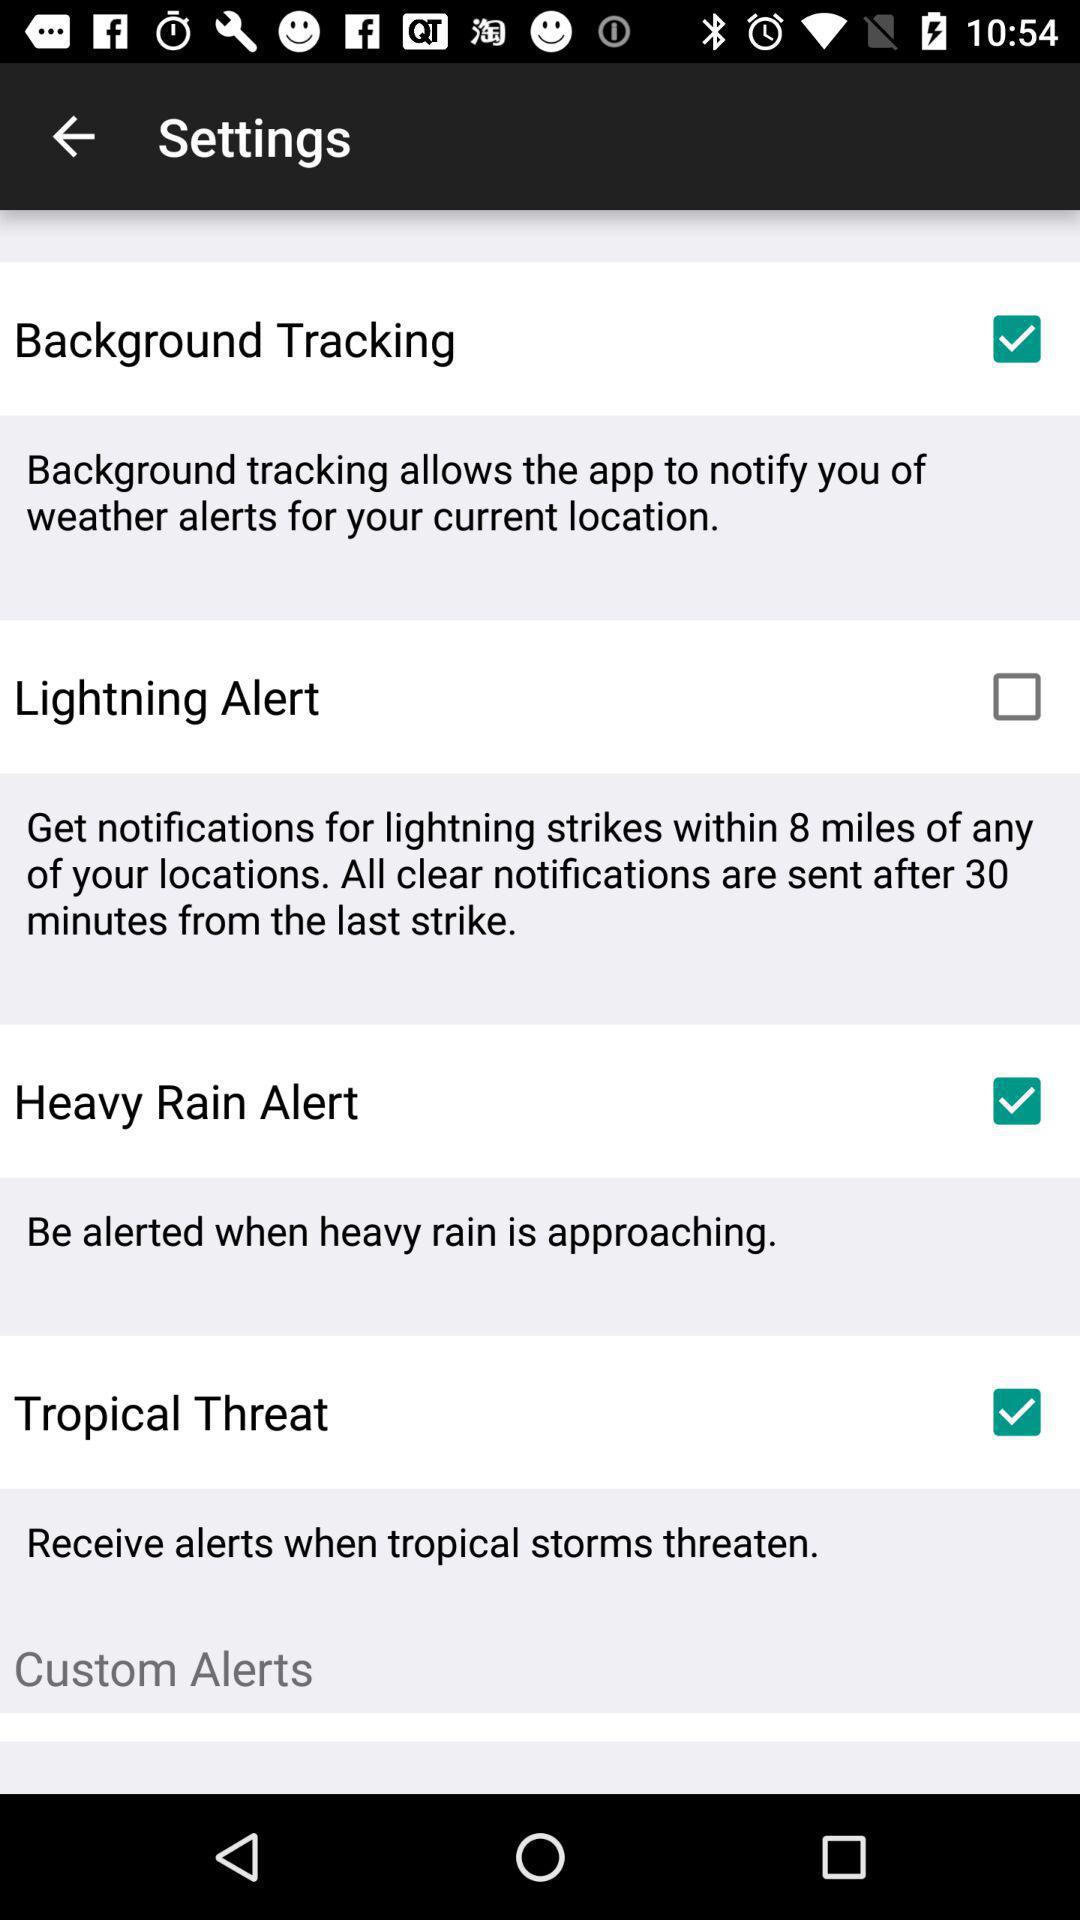 QT 淘 10:54
Settings
Background Tracking
Background tracking allows the app to notify you of
weather alerts for your current location.
Lightning Alert
Get notifications for lightning strikes within 8 miles of any
of your locations. All clear notifications are sent after 30
minutes from the last strike.
Heavy Rain Alert
Be alerted when heavy rain is approaching.
Tropical Threat
Receive alerts when tropical storms threaten.
Custom Alerts